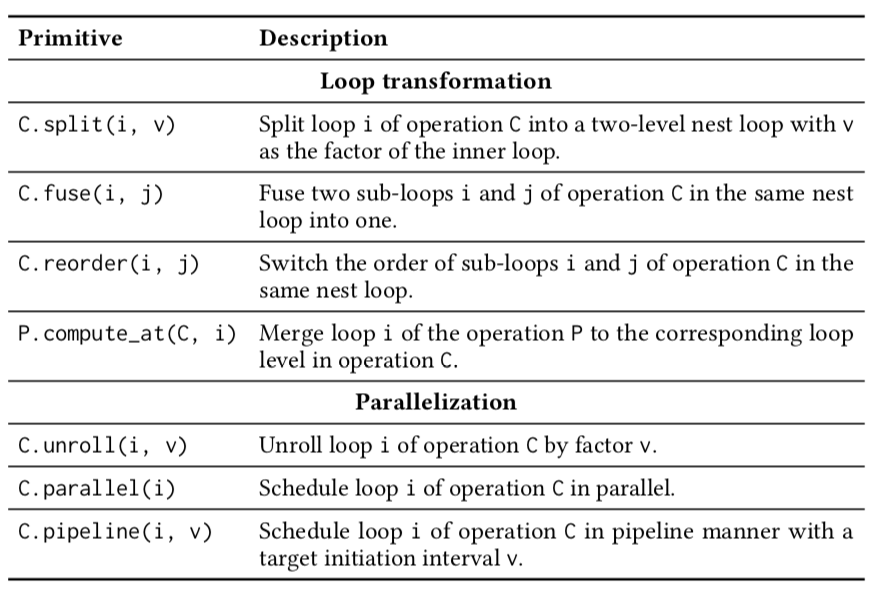 Primitive Description
Loop transformation
C.split(i, v) Split loop i of operation C into a two-level nest loop with v
as the factor of the inner loop.
C.fuse(i, j) Fuse two sub-loops i and j of operation C in the same nest
loop into one.
C.reorder(i, j) Switch the order of sub-loops i and j of operation C in the
same nest loop.
P.compute_at(C, i) Merge loop i of the operation P to the corresponding loop
level in operation C.
Parallelization
C.unroll(i, v) Unroll loop i of operation C by factor v.
C.parallel(i) Schedule loop i of operation C in parallel.
C.pipeline(i, v) Schedule loop i of operation C in pipeline manner with a
target initiation interval v.